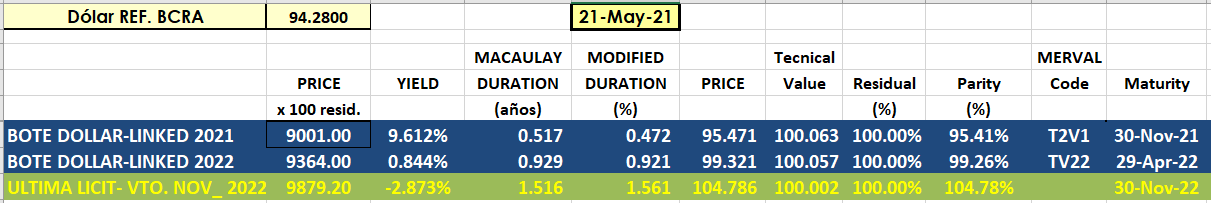 Dólar REF. BCRA 94.2800 21-May-21
MACAULAY MODIFIED Tecnical MERVAL
PRICE YIELD DURATION DURATION PRICE Value Residual Parity Code Maturity
x 100 resid. (años) (%) (%) (%)
BOTE DOLLAR-LINKED 2021 9001.00 9.612% 0.517 0.472 95.471 100.063 100.00% 95.41% T2V1 30-Nov-21
BOTE DOLLAR-LINKED 2022 9364.00 0.844% 0.929 0.921 99.321 100.057 100.00% 99.26% TV22 29-Apr-22
ULTIMA LICIT- VTO. NOV_ 2022 9879.20 -2.873% 1.516 1.561 104.786 100.002 100.00% 104.78% 30-Nov-22